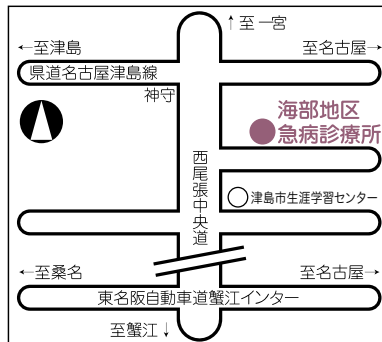 ↑至一宮
←至津島
至名古屋→
県道名古屋津島線
神守
海部地区
急病診療所
西尾張中央道
津島市生涯学習センター
←至桑名
至名古屋→
東名阪自動車道蟹江インター
至蟹江↓